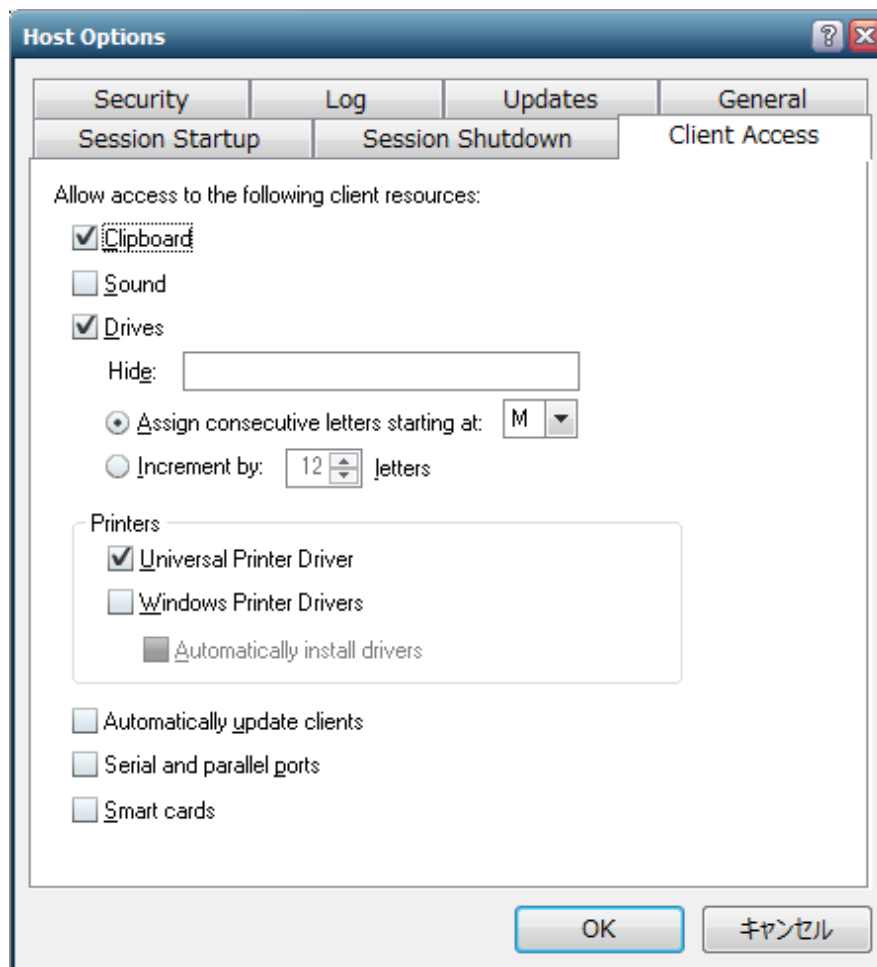 Host Options
Security Log Updates General
Session Startup Session Shutdown Client Access
Allow access to the following client resources:
Clipboard
Sound
Drives
Hide:
Assign consecutive letters starting at: M
Increment by: 12 letters
Printers
Universal Printer Driver
Windows Printer Drivers
Automatically install drivers
Automatically update clients
Serial and parallel ports
Smart cards
OK キャンセル